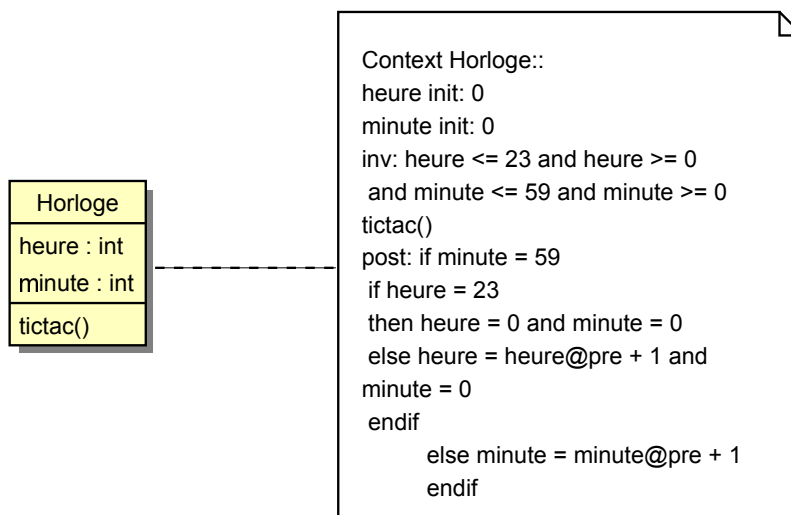 Horloge
heure : int
minute : int
tictac()
Context Horloge::
heure init: 0
minute init: 0
inv: heure <= 23 and heure >= 0
and minute <= 59 and minute >= 0
tictac()
post: if minute = 59
if heure = 23
then heure = 0 and minute = 0
else heure = heure@pre + 1 and
minute = 0
endif
else minute = minute@pre + 1
endif